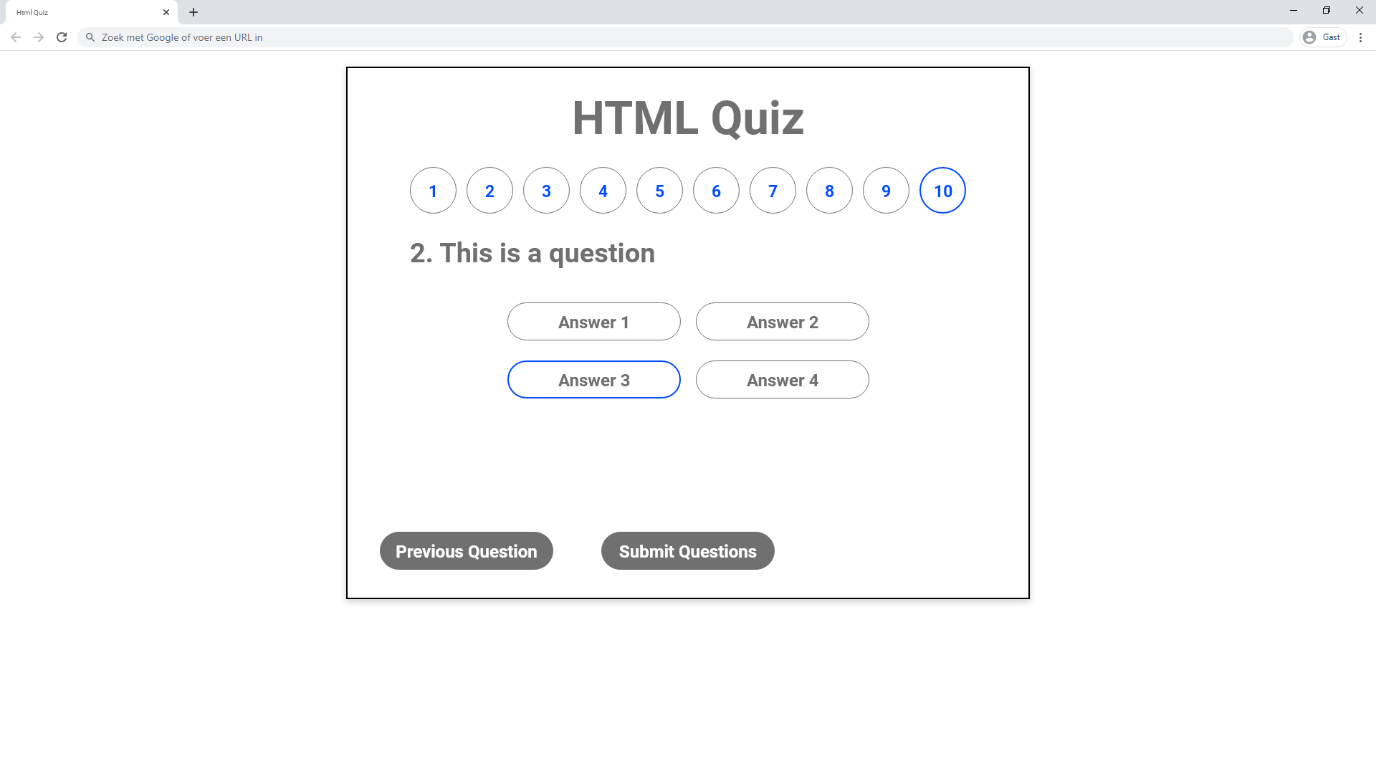 Html Quiz
Zoek met Google of voer een URL in
Gast
HTML Quiz
1 2 3 4 5 6 7 8 9 10
2. This is a question
Answer 1 Answer 2
Answer 3 Answer 4
Previous Question Submit Questions